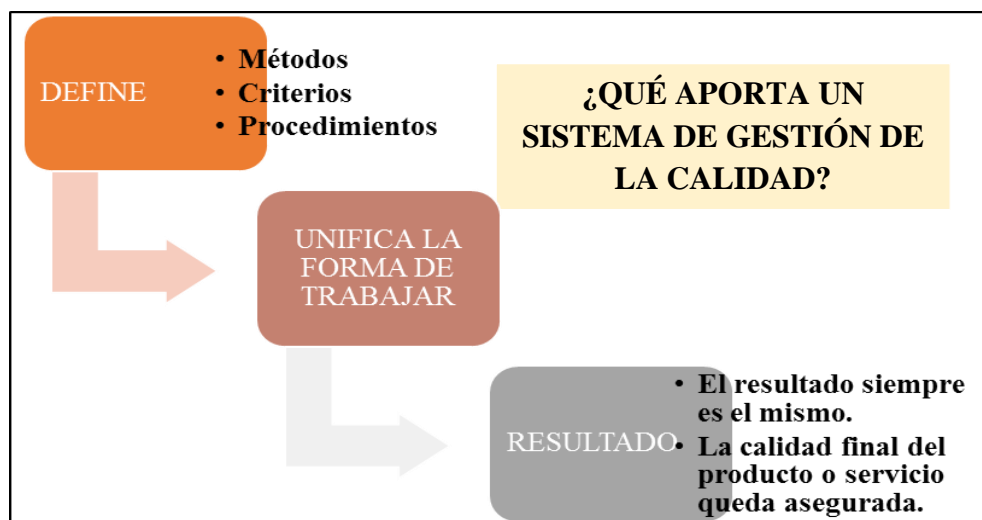 DEFINE
• Métodos
• Criterios
• Procedimientos
¿QUÉ APORTA UN
SISTEMA DE GESTIÓN DE
LA CALIDAD?
UNIFICA LA
FORMA DE
TRABAJAR
RESULTADO
• El resultado siempre
es el mismo.
• La calidad final del
producto o servicio
queda asegurada.